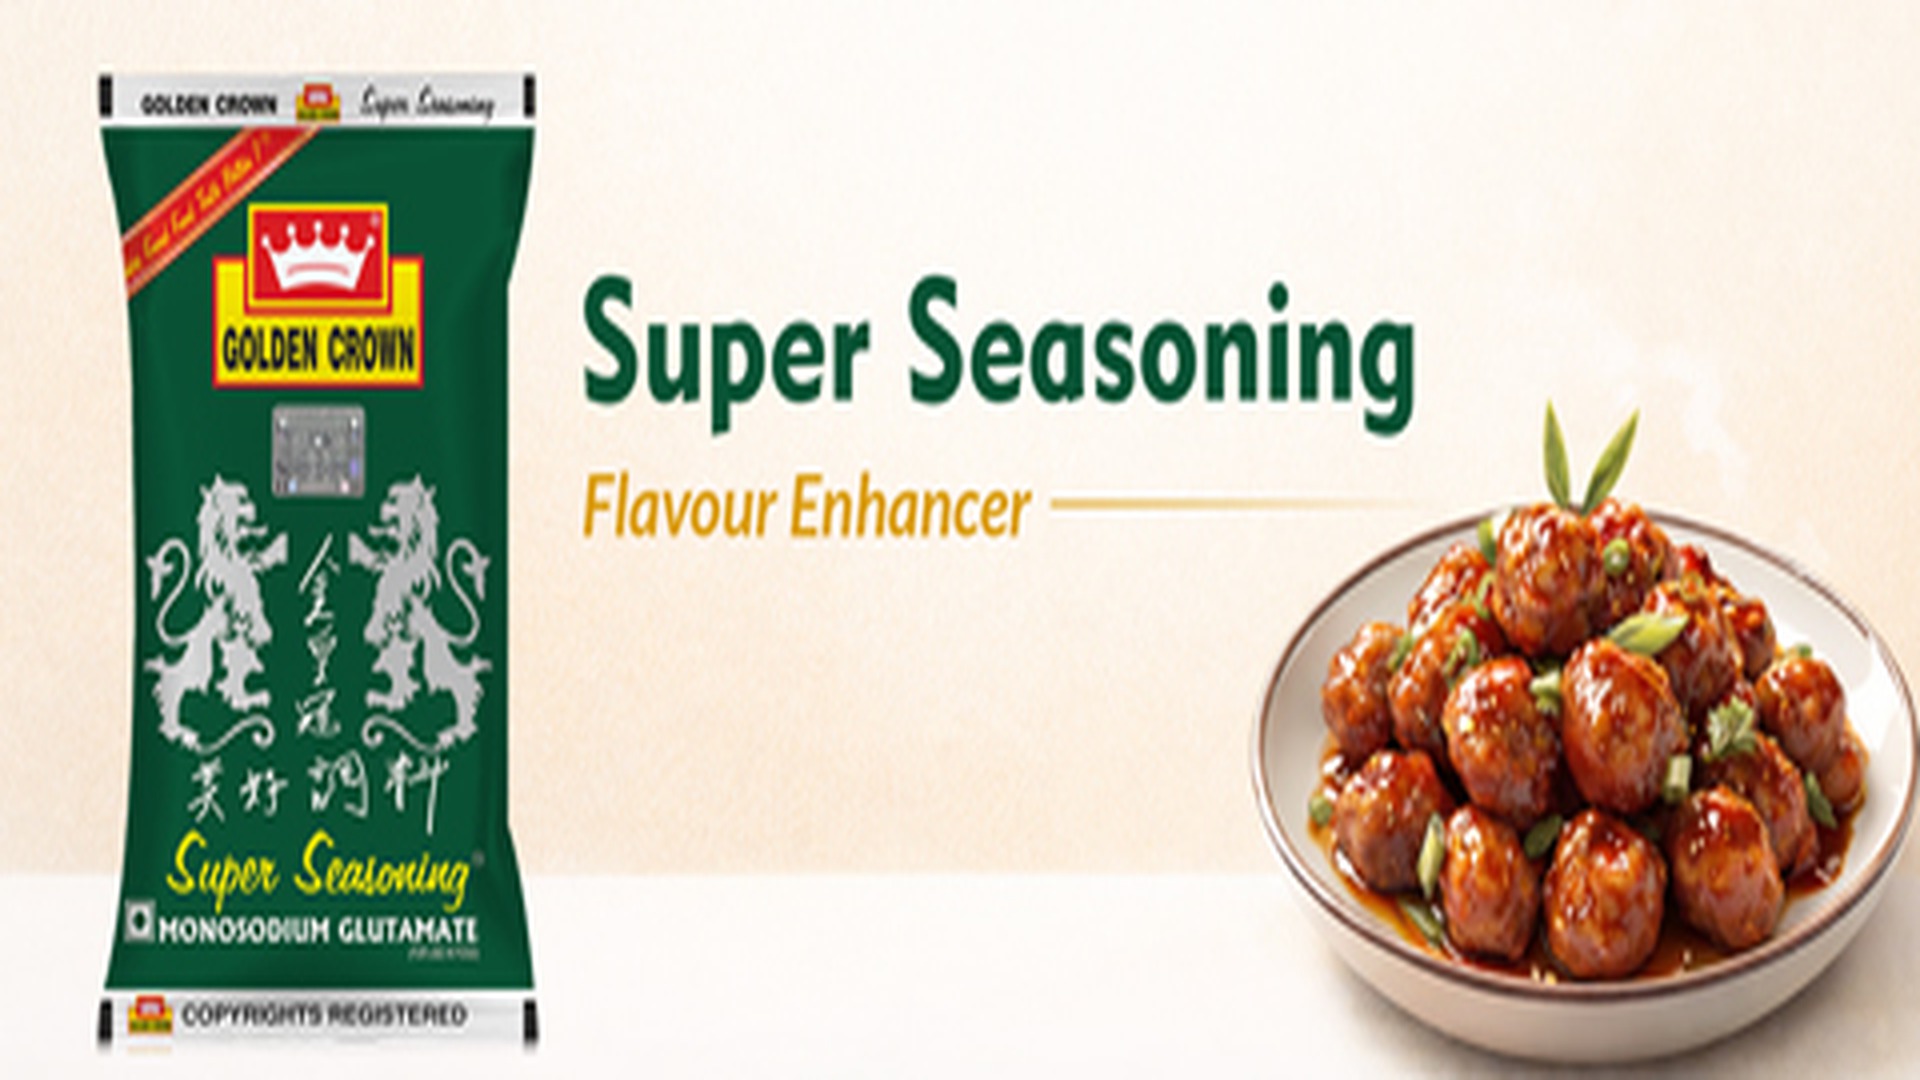 GOLDEN CROWN Super Seasoning
GOLDEN CROWN
金皇冠
美好調料
Super Seasoning
MONOSODIUM GLUTAMATE
COPYRIGHTS REGISTERED
Super Seasoning
Flavour Enhancer